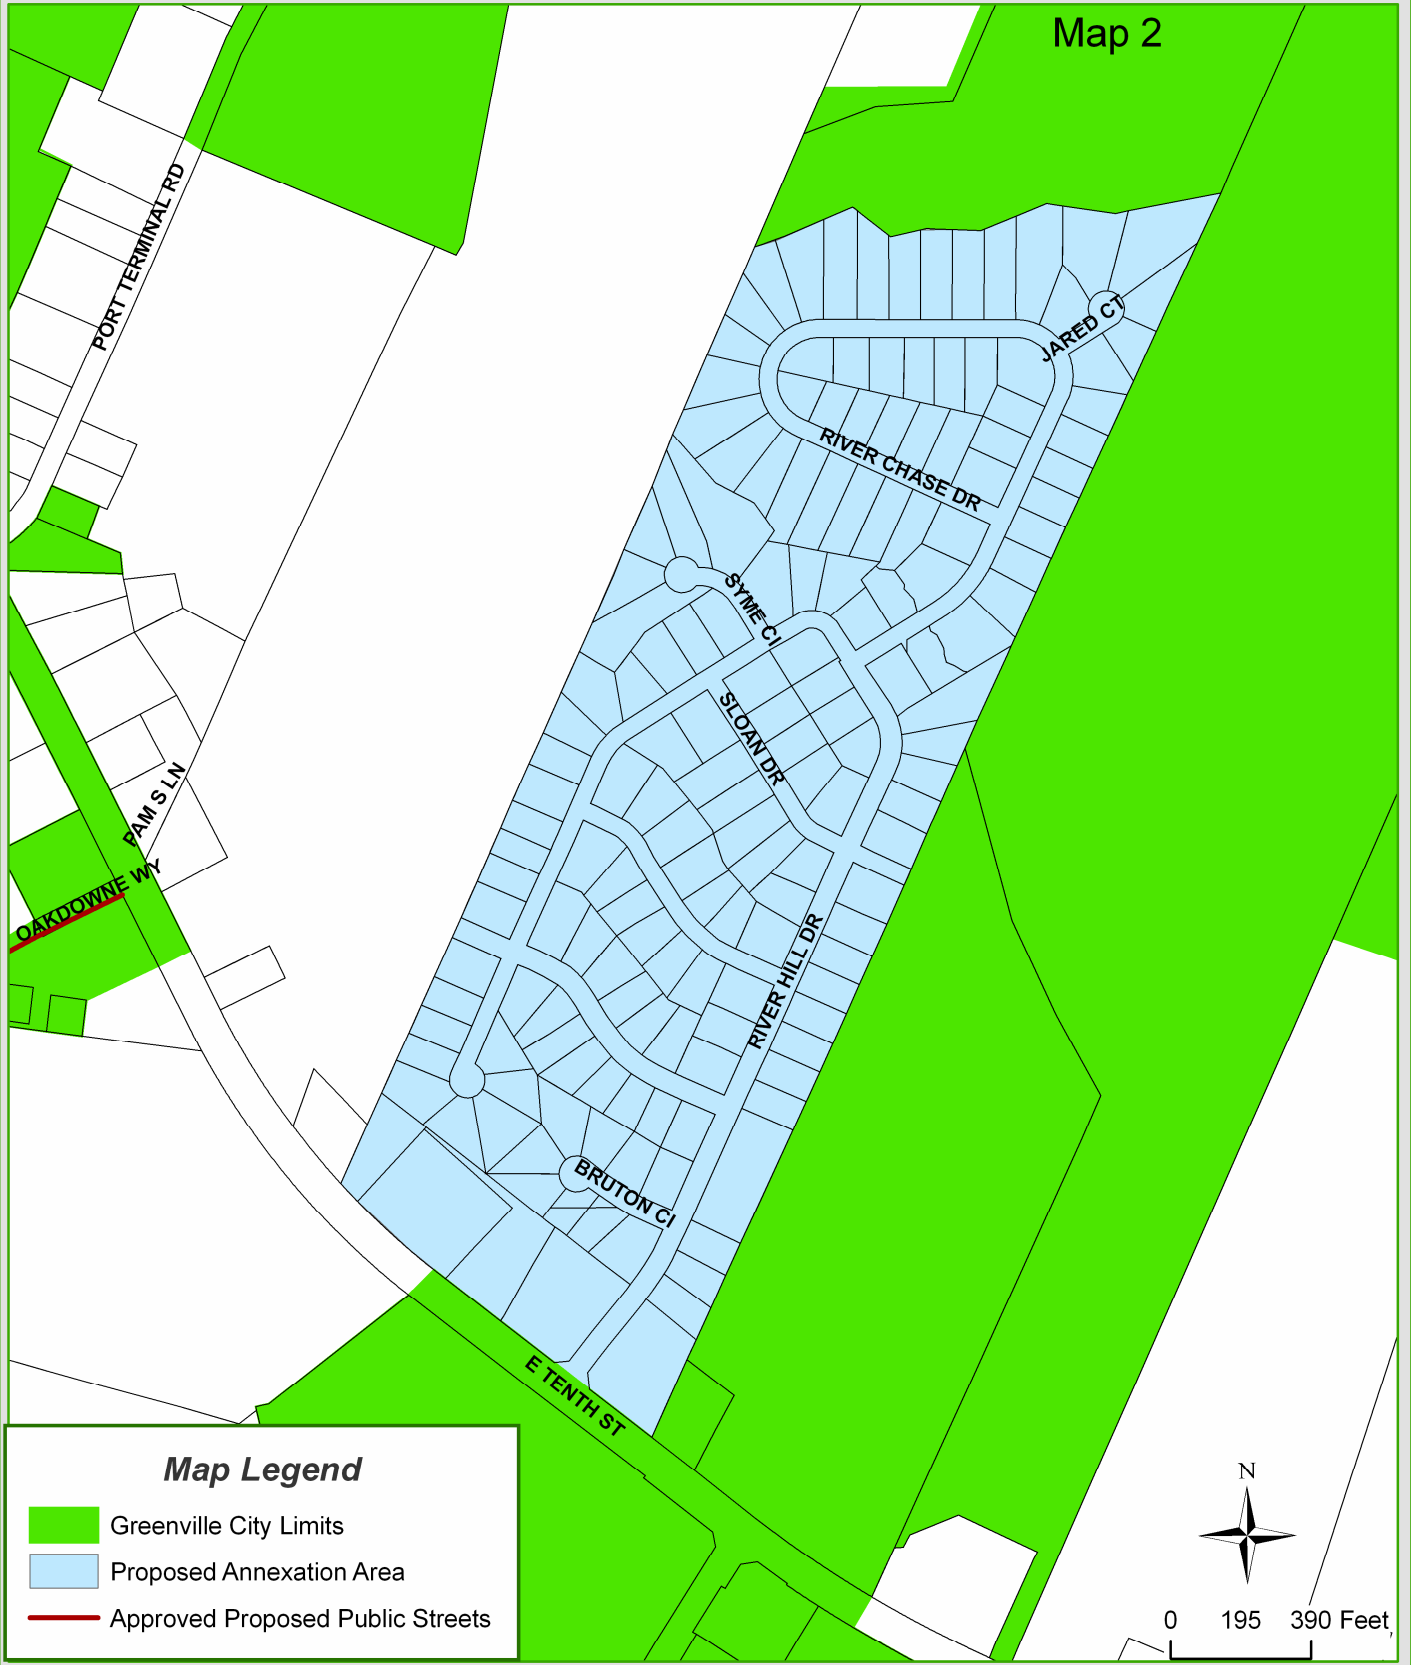 Map 2
PORT TERMINAL RD
JARED CT
RIVER CHASE DR
SYME CI
SLOAN DR
PAM S LN
OAKDOWNE WY
RIVER HILL DR
BRUTON CI
E TENTH ST
Map Legend
Greenville City Limits
Proposed Annexation Area
Approved Proposed Public Streets
N
0 195 390 Feet